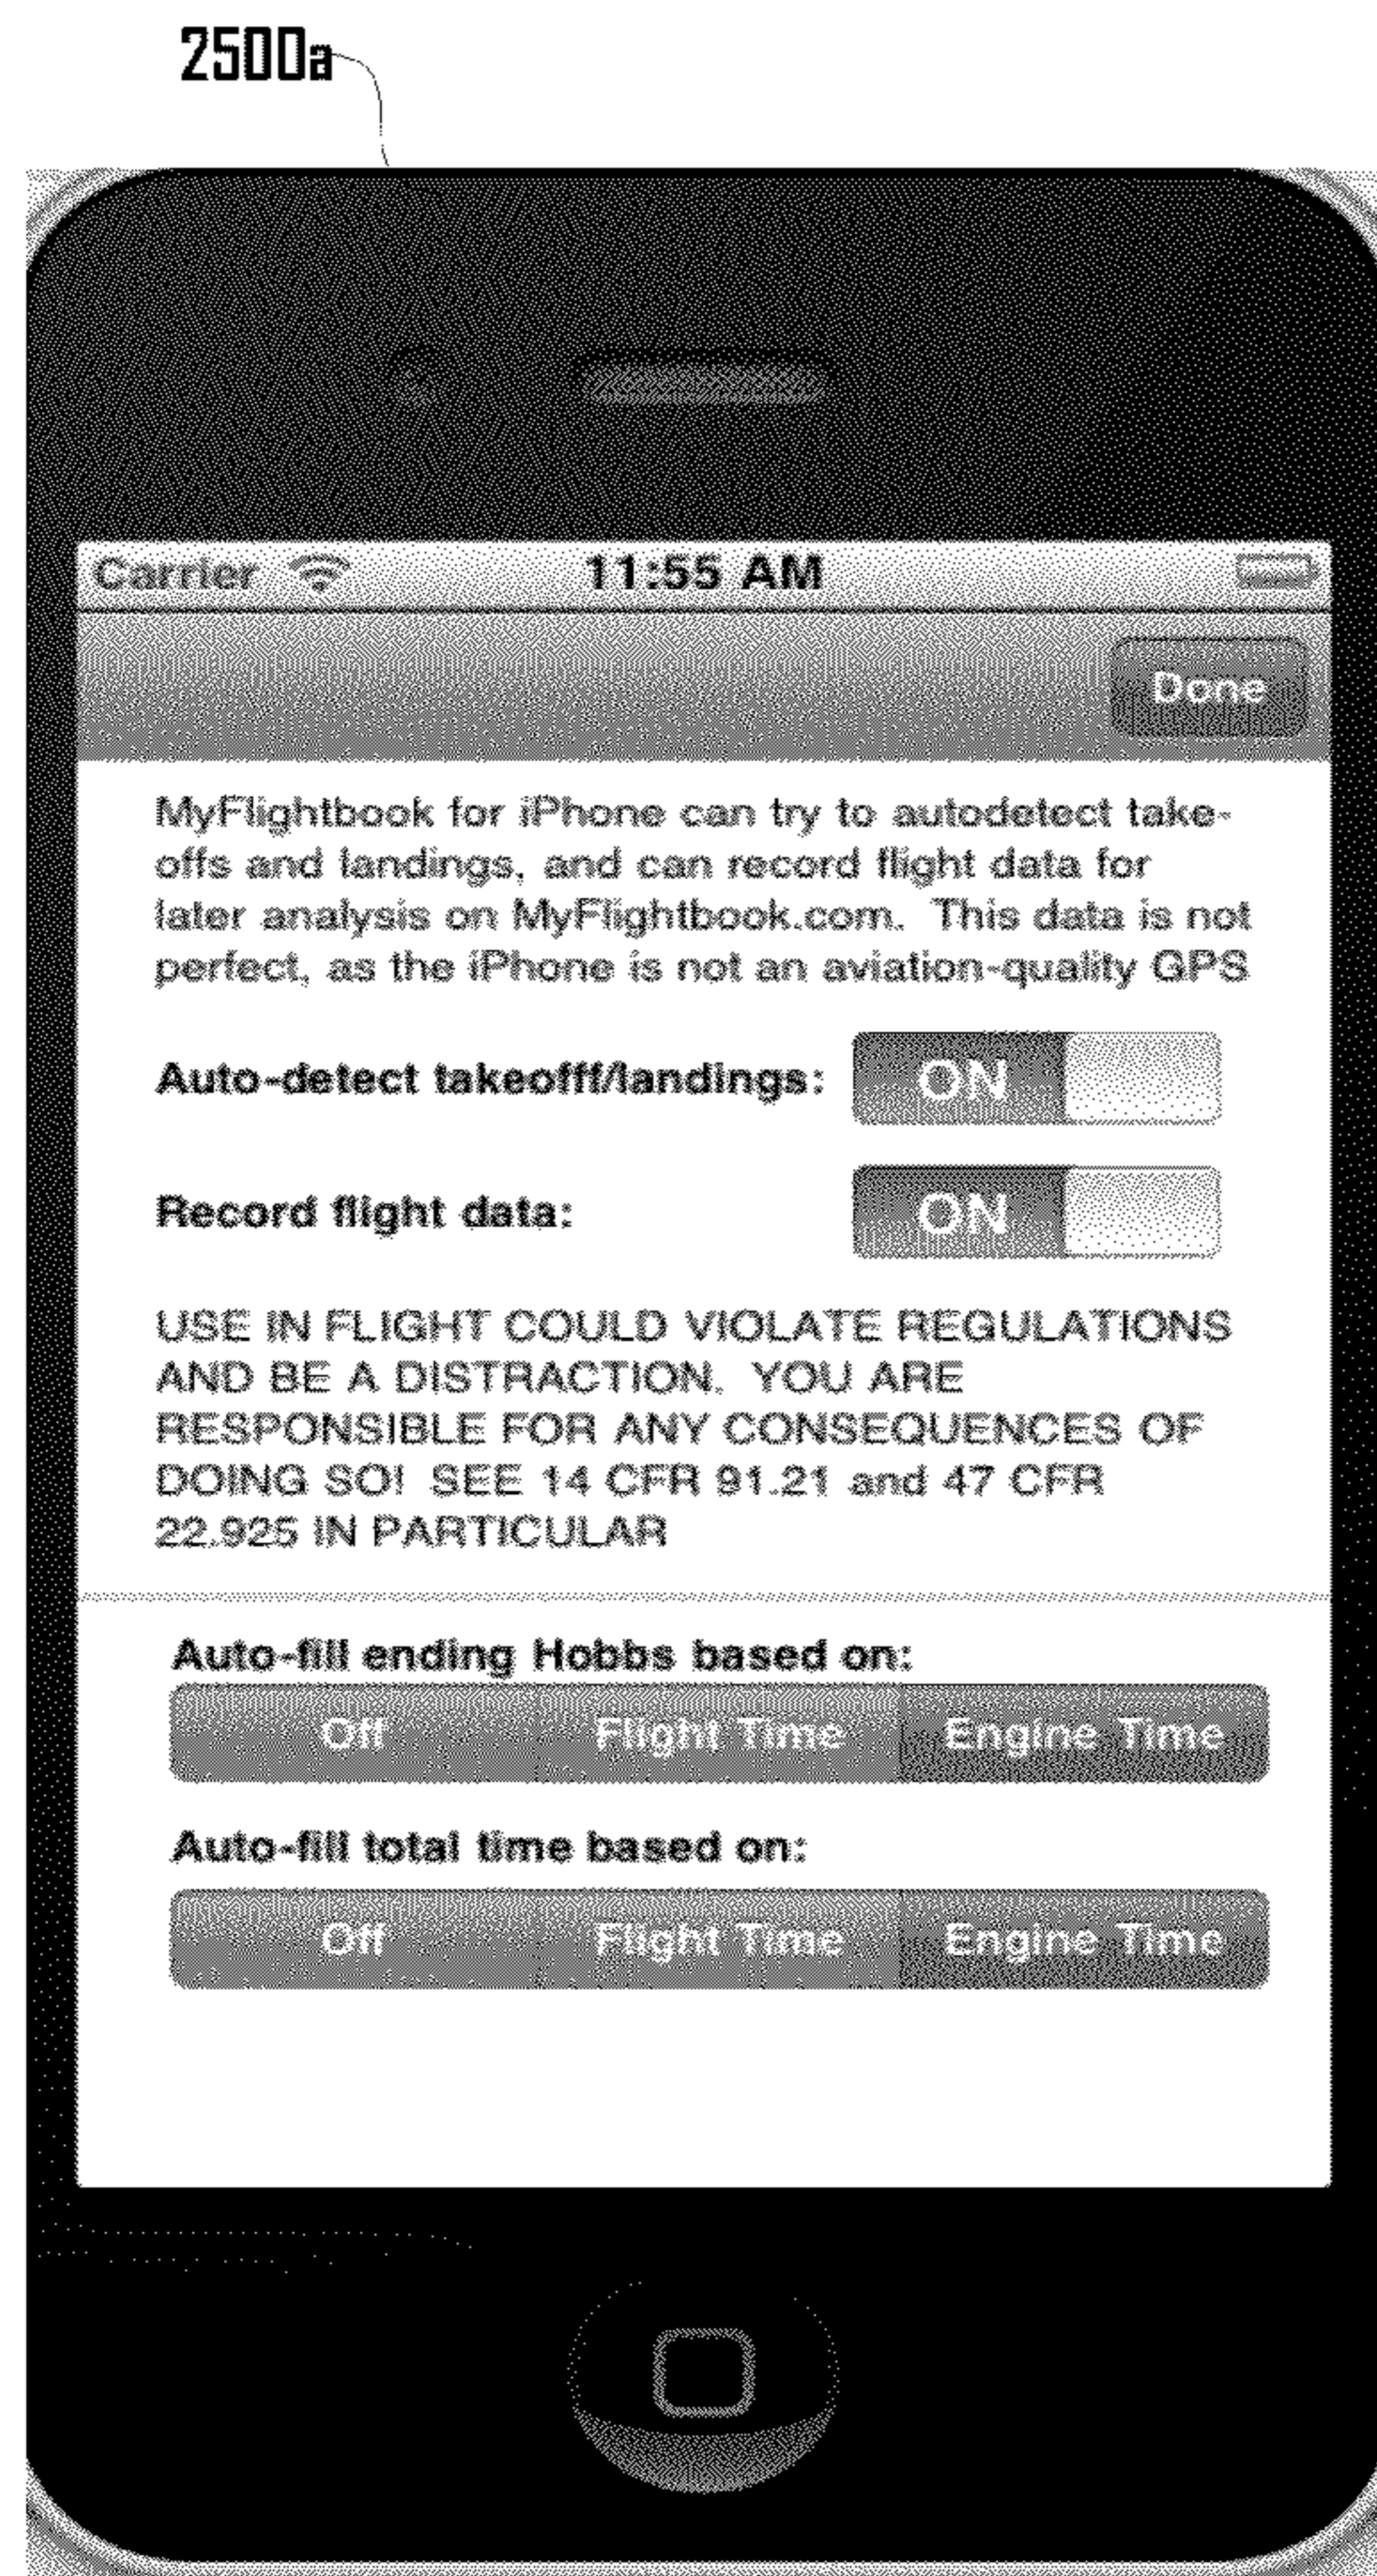 2500a
Carrier 11:55 AM
Done
MyFlightbook for iPhone can try to autodetect take-
offs and landings, and can record flight data for
later analysis on MyFlightbook.com.  This data is not
perfect, as the iPhone is not an aviation-quality GPS
Auto-detect takeofff/landings: ON
Record flight data: ON
USE IN FLIGHT COULD VIOLATE REGULATIONS
AND BE A DISTRACTION.  YOU ARE
RESPONSIBLE FOR ANY CONSEQUENCES OF
DOING SO!  SEE 14 CFR 91.21 and 47 CFR
22.925 IN PARTICULAR
Auto-fill ending Hobbs based on:
Off Flight Time Engine Time
Auto-fill total time based on:
Off Flight Time Engine Time